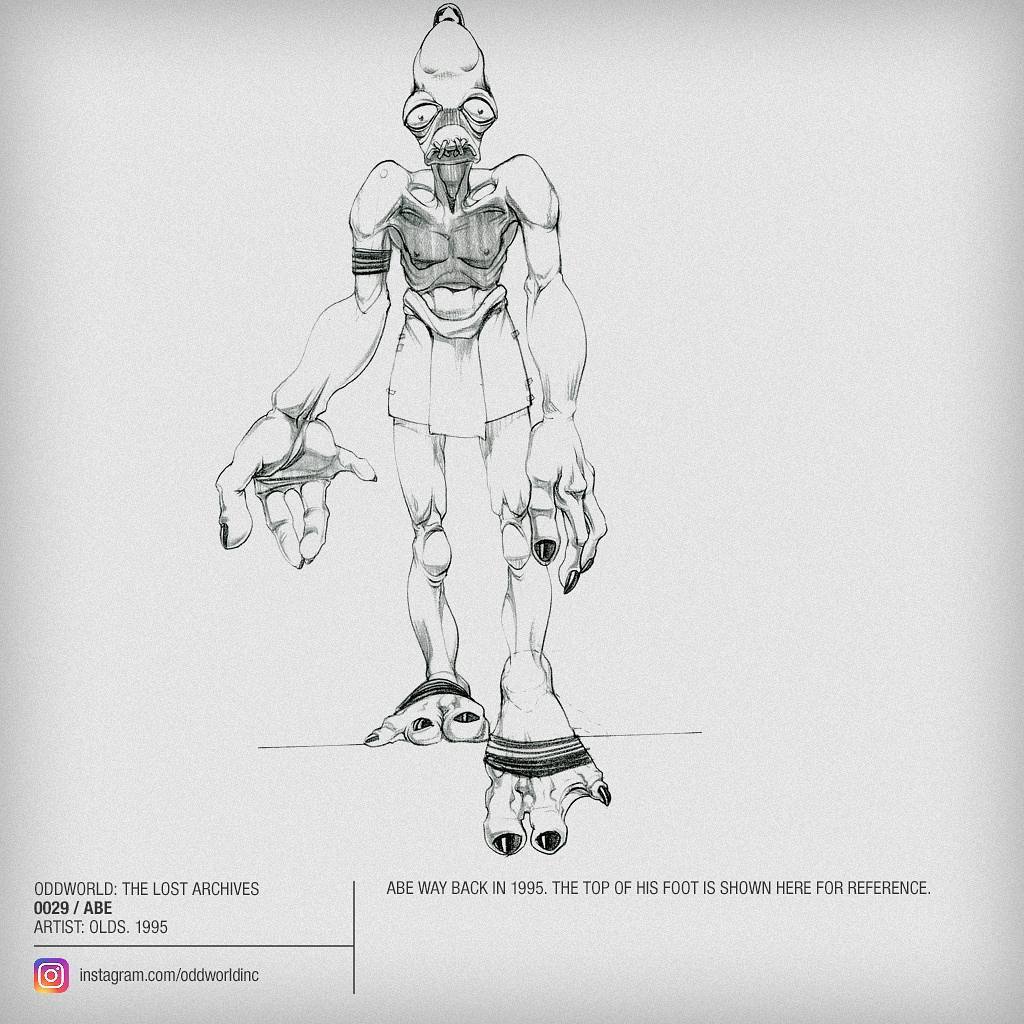 ODDWORLD: THE LOST ARCHIVES
0029 / ABE
ARTIST: OLDS. 1995
instagram.com/oddworldinc
ABE WAY BACK IN 1995. THE TOP OF HIS FOOT IS SHOWN HERE FOR REFERENCE.